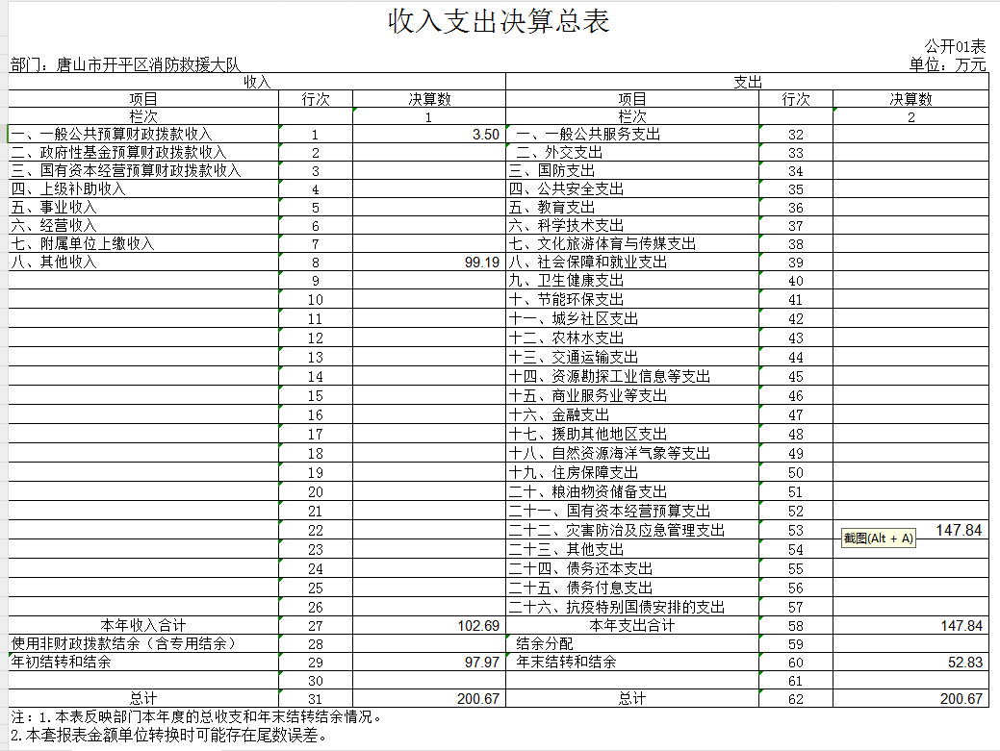 收入支出决算总表
公开01表
部门：唐山市开平区消防救援大队 单位：万元
收入 支出
项目 行次 决算数 项目 行次 决算数
栏次 1 栏次 2
一、一般公共预算财政拨款收入 1 3.50 一、一般公共服务支出 32
二、政府性基金预算财政拨款收入 2 二、外交支出 33
三、国有资本经营预算财政拨款收入 3 三、国防支出 34
四、上级补助收入 4 四、公共安全支出 35
五、事业收入 5 五、教育支出 36
六、经营收入 6 六、科学技术支出 37
七、附属单位上缴收入 7 七、文化旅游体育与传媒支出 38
八、其他收入 8 99.19 八、社会保障和就业支出 39
9 九、卫生健康支出 40
10 十、节能环保支出 41
11 十一、城乡社区支出 42
12 十二、农林水支出 43
13 十三、交通运输支出 44
14 十四、资源勘探工业信息等支出 45
15 十五、商业服务业等支出 46
16 十六、金融支出 47
17 十七、援助其他地区支出 48
18 十八、自然资源海洋气象等支出 49
19 十九、住房保障支出 50
20 二十、粮油物资储备支出 51
21 二十一、国有资本经营预算支出 52
22 二十二、灾害防治及应急管理支出 53 147.84
截图(Alt + A)
23 二十三、其他支出 54
24 二十四、债务还本支出 55
25 二十五、债务付息支出 56
26 二十六、抗疫特别国债安排的支出 57
本年收入合计 27 102.69 本年支出合计 58 147.84
使用非财政拨款结余（含专用结余） 28 结余分配 59
年初结转和结余 29 97.97 年末结转和结余 60 52.83
30 61
总计 31 200.67 总计 62 200.67
注：1.本表反映部门本年度的总收支和年末结转结余情况。
2.本套报表金额单位转换时可能存在尾数误差。